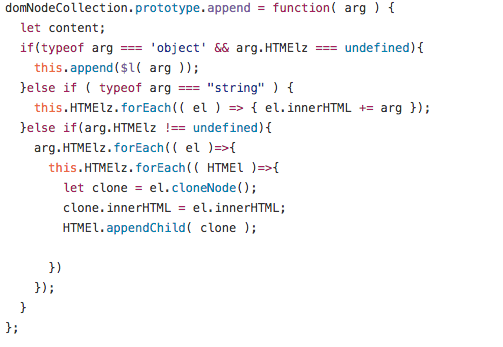 domNodeCollection.prototype.append = function( arg ) {
  let content;
  if(typeof arg === 'object' && arg.HTMElz === undefined){
    this.append($l( arg ));
  }else if ( typeof arg === "string" ) {
    this.HTMElz.forEach(( el ) => { el.innerHTML += arg });
  }else if(arg.HTMElz !== undefined){
    arg.HTMElz.forEach(( el )=>{
      this.HTMElz.forEach(( HTMEl )=>{
        let clone = el.cloneNode();
        clone.innerHTML = el.innerHTML;
        HTMEl.appendChild( clone );

      })
    });
  }
};